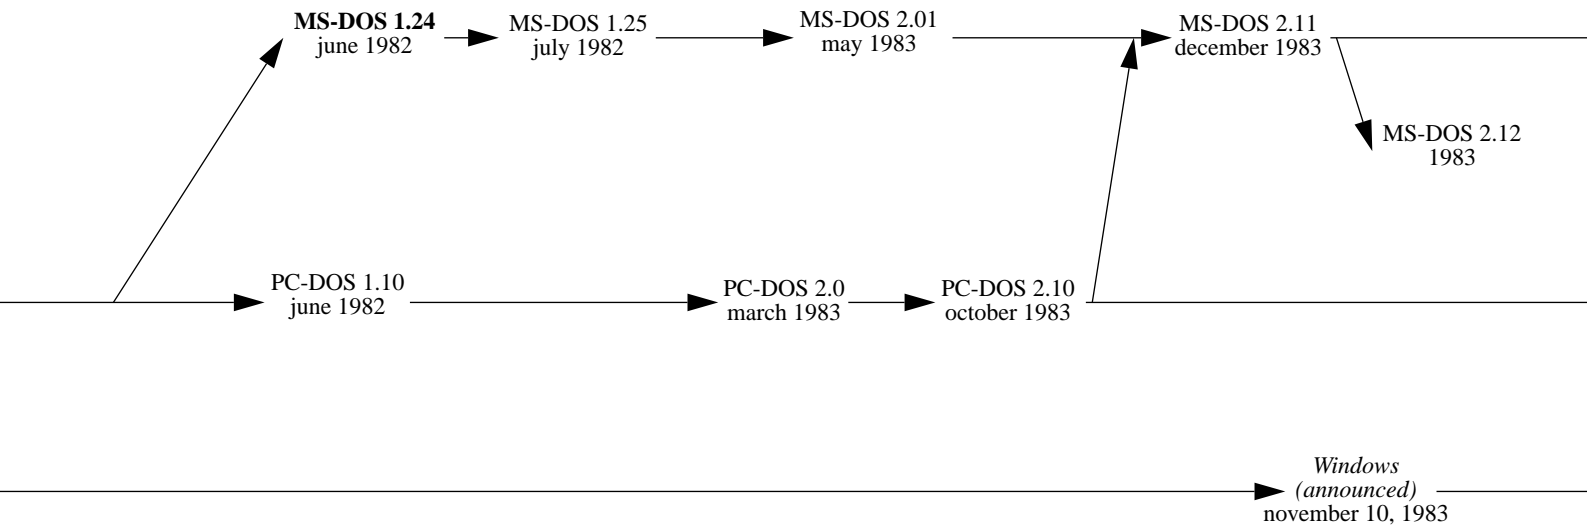 MS-DOS 1.24
june 1982
MS-DOS 1.25
july 1982
MS-DOS 2.01
may 1983
MS-DOS 2.11
december 1983
MS-DOS 2.12
1983
PC-DOS 1.10
june 1982
PC-DOS 2.0
march 1983
PC-DOS 2.10
october 1983
Windows
(announced)
november 10, 1983